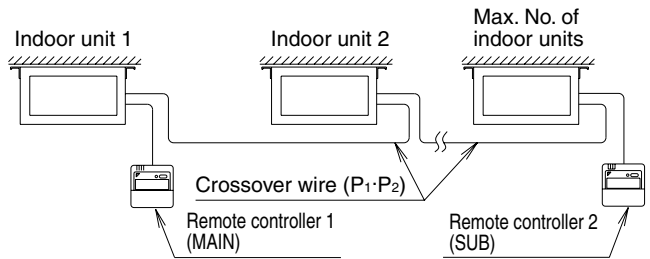 Indoor unit 1
Indoor unit 2
Max. No. of
indoor units
Crossover wire (P₁·P₂)
Remote controller 1
(MAIN)
Remote controller 2
(SUB)